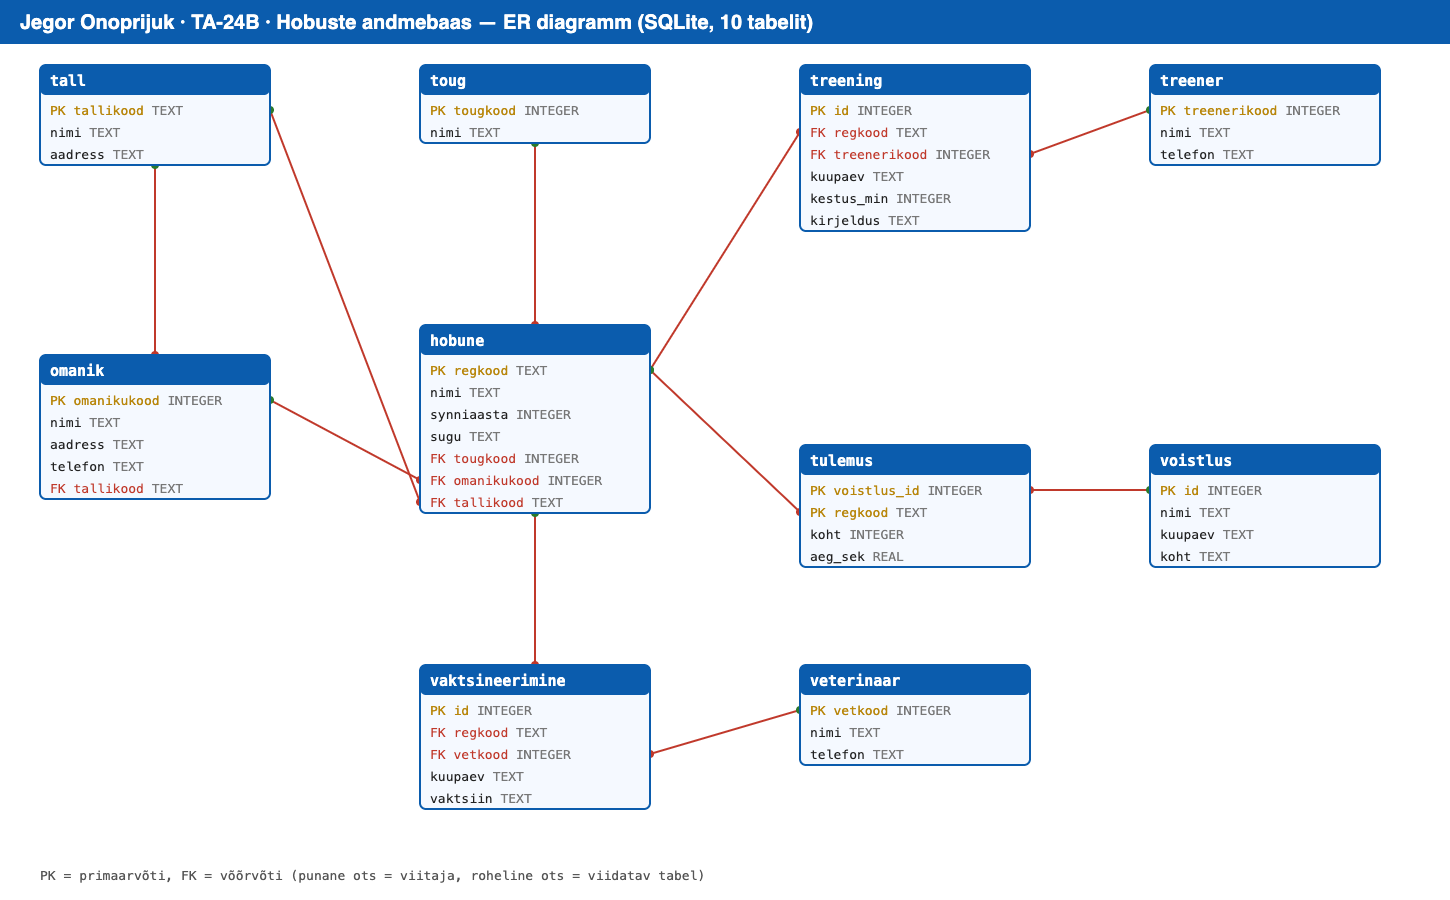 Jegor Onoprijuk · TA-24B · Hobuste andmebaas — ER diagramm (SQLite, 10 tabelit)
tall
PK tallikood TEXT
nimi TEXT
aadress TEXT
toug
PK tougkood INTEGER
nimi TEXT
treening
PK id INTEGER
FK regkood TEXT
FK treenerikood INTEGER
kuupaev TEXT
kestus_min INTEGER
kirjeldus TEXT
treener
PK treenerikood INTEGER
nimi TEXT
telefon TEXT
omanik
PK omanikukood INTEGER
nimi TEXT
aadress TEXT
telefon TEXT
FK tallikood TEXT
hobune
PK regkood TEXT
nimi TEXT
synniaasta INTEGER
sugu TEXT
FK tougkood INTEGER
FK omanikukood INTEGER
FK tallikood TEXT
tulemus
PK voistlus_id INTEGER
PK regkood TEXT
koht INTEGER
aeg_sek REAL
voistlus
PK id INTEGER
nimi TEXT
kuupaev TEXT
koht TEXT
vaktsineerimine
PK id INTEGER
FK regkood TEXT
FK vetkood INTEGER
kuupaev TEXT
vaktsiin TEXT
veterinaar
PK vetkood INTEGER
nimi TEXT
telefon TEXT
PK = primaarvõti, FK = võõrvõti (punane ots = viitaja, roheline ots = viidatav tabel)